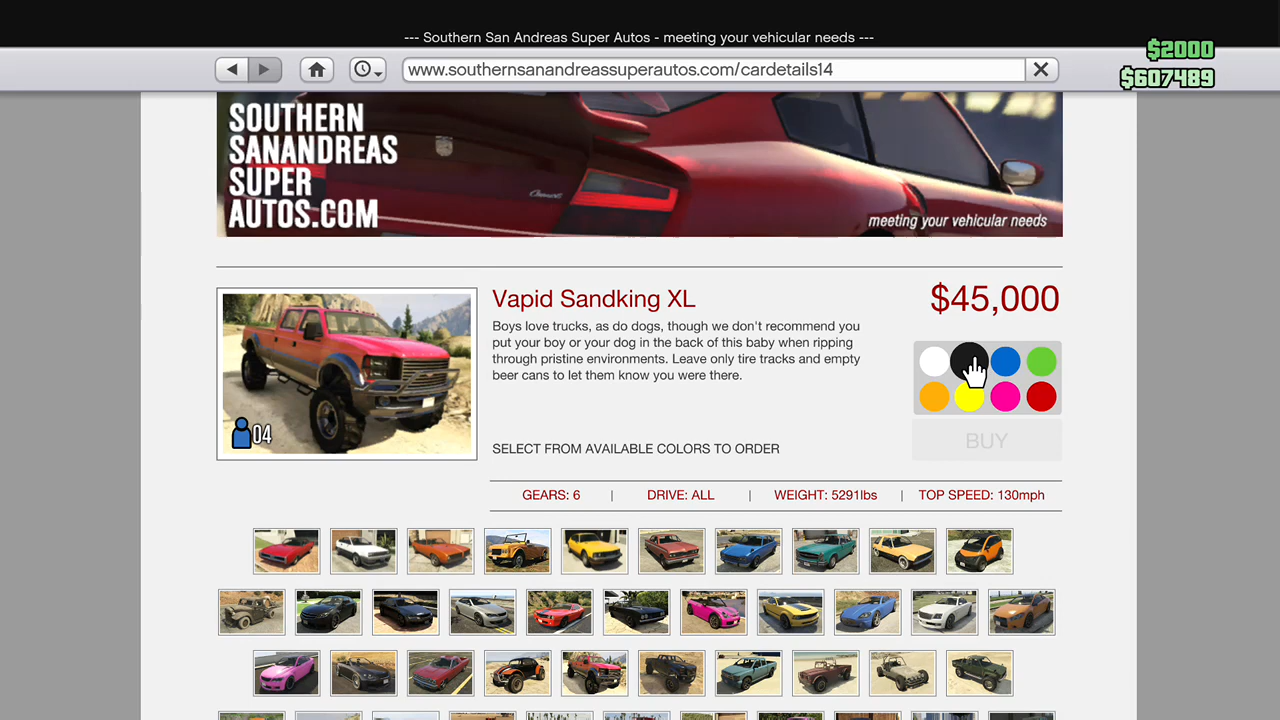 --- Southern San Andreas Super Autos - meeting your vehicular needs ---
$2000
www.southernsanandreassuperautos.com/cardetails14
$607489
SOUTHERN
SANANDREAS
SUPER
AUTOS.COM
meeting your vehicular needs
Vapid Sandking XL
$45,000
Boys love trucks, as do dogs, though we don't recommend you
put your boy or your dog in the back of this baby when ripping
through pristine environments. Leave only tire tracks and empty
beer cans to let them know you were there.
04
SELECT FROM AVAILABLE COLORS TO ORDER
BUY
GEARS: 6 | DRIVE: ALL | WEIGHT: 5291lbs | TOP SPEED: 130mph